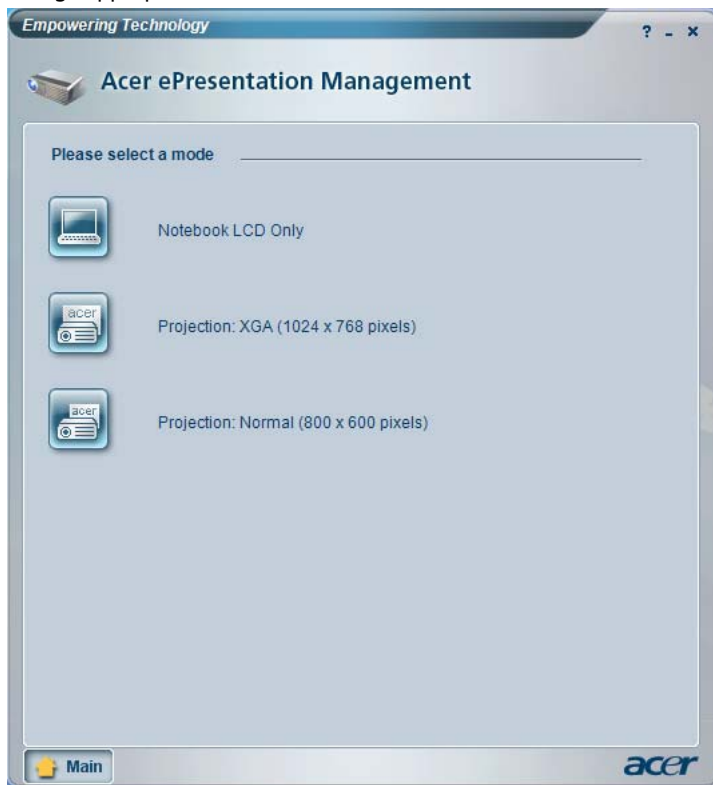 Empowering Technology
? - ×
Acer ePresentation Management
Please select a mode
Notebook LCD Only
acer
Projection: XGA (1024 x 768 pixels)
acer
Projection: Normal (800 x 600 pixels)
Main
acer